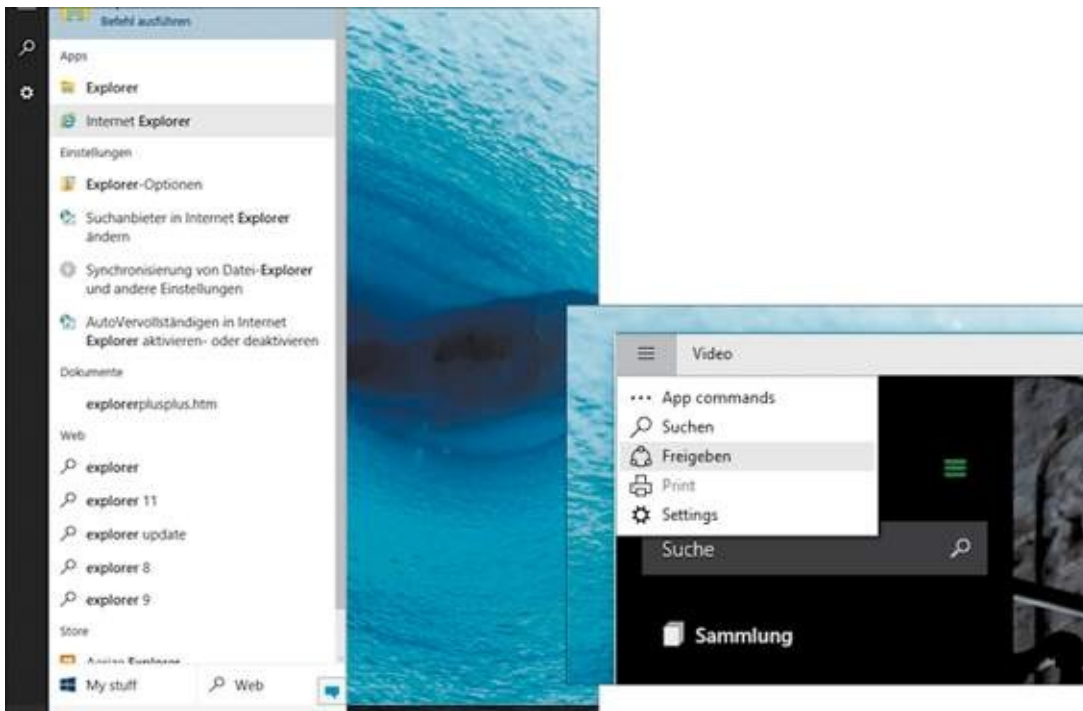 Befehl ausführen
Apps
Explorer
Internet Explorer
Einstellungen
Explorer-Optionen
Suchanbieter in Internet Explorer
ändern
Synchronisierung von Datei-Explorer
und andere Einstellungen
AutoVervollständigen in Internet
Explorer aktivieren- oder deaktivieren
Dokumente
explorerplusplus.htm
Web
explorer
explorer 11
explorer update
explorer 8
explorer 9
Store
Explorer
My stuff
Web
Video
App commands
Suchen
Freigeben
Print
Settings
Suche
Sammlung